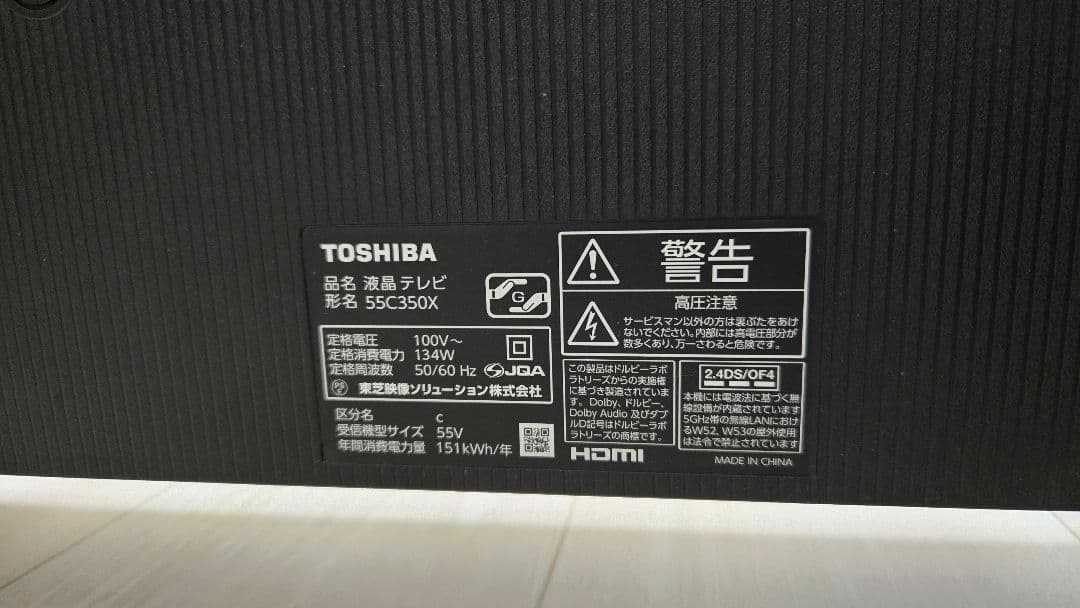 TOSHIBA
品名 液晶テレビ
形名 55C350X
G
定格電圧 100V～
定格消費電力 134W
定格周波数 50/60 Hz
JQA
PS
E
東芝映像ソリューション株式会社
区分名 c
受信機型サイズ 55V
年間消費電力量 151kWh/年
警告
高圧注意
サービスマン以外の方は裏ぶたをあけ
ないでください。内部には高電圧部分が
数多くあり、万一さわると危険です。
この製品はドルビーラボ
ラトリーズからの実施権
に基づき製造されていま
す。Dolby、ドルビー、
Dolby Audio 及びダブ
ルD記号はドルビーラボ
ラトリーズの商標です。
HDMI
2.4DS/OF4
本機には電波法に基づく無
線設備が内蔵されています
5GHz帯の無線LANにおけ
るW52、W53の屋外使用
は法令で禁止されています
MADE IN CHINA